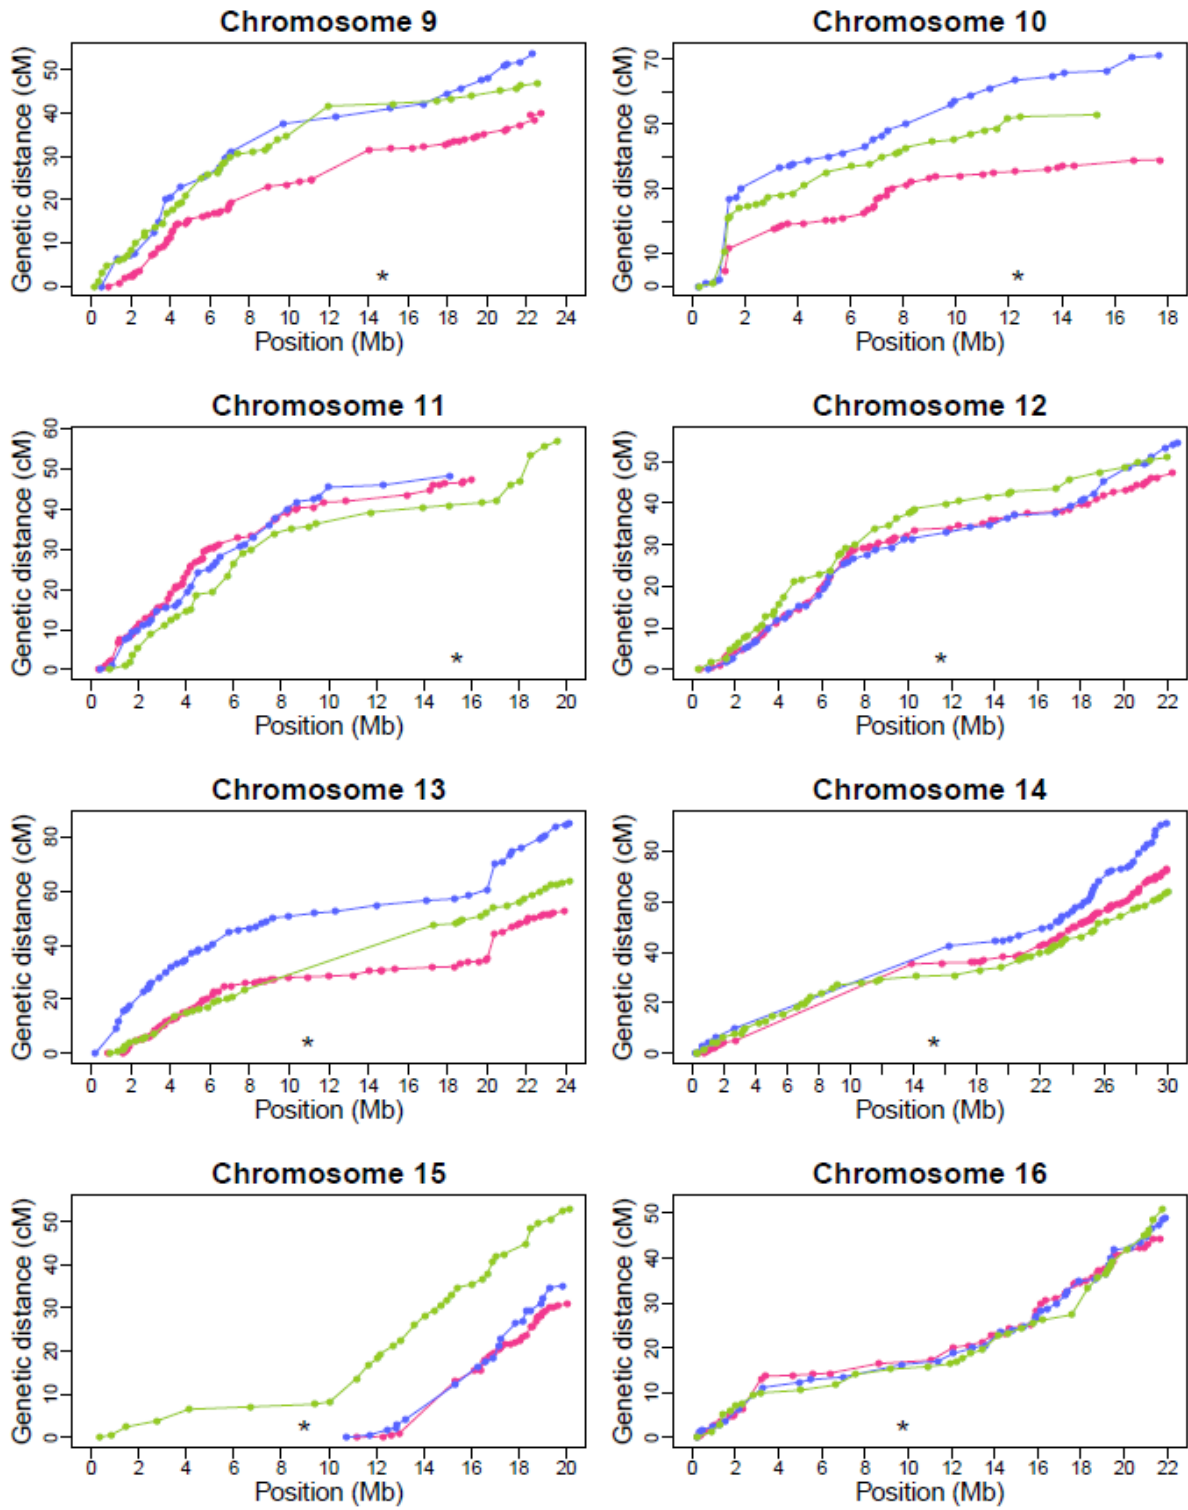 Chromosome 9
Genetic distance (cM)
0 10 20 30 40 50
*
0 2 4 6 8 10 12 14 16 18 20 22 24
Position (Mb)
Chromosome 10
Genetic distance (cM)
0 10 30 50 70
*
0 2 4 6 8 10 12 14 16 18
Position (Mb)
Chromosome 11
Genetic distance (cM)
0 10 20 30 40 50 60
*
0 2 4 6 8 10 12 14 16 18 20
Position (Mb)
Chromosome 12
Genetic distance (cM)
0 10 20 30 40 50
*
0 2 4 6 8 10 12 14 16 18 20 22
Position (Mb)
Chromosome 13
Genetic distance (cM)
0 20 40 60 80
*
0 2 4 6 8 10 12 14 16 18 20 24
Position (Mb)
Chromosome 14
Genetic distance (cM)
0 20 40 60 80
*
0 2 4 6 8 10 14 18 22 26 30
Position (Mb)
Chromosome 15
Genetic distance (cM)
0 10 20 30 40 50
*
0 2 4 6 8 10 12 14 16 18 20
Position (Mb)
Chromosome 16
Genetic distance (cM)
0 10 20 30 40 50
*
0 2 4 6 8 10 12 14 16 18 20 22
Position (Mb)